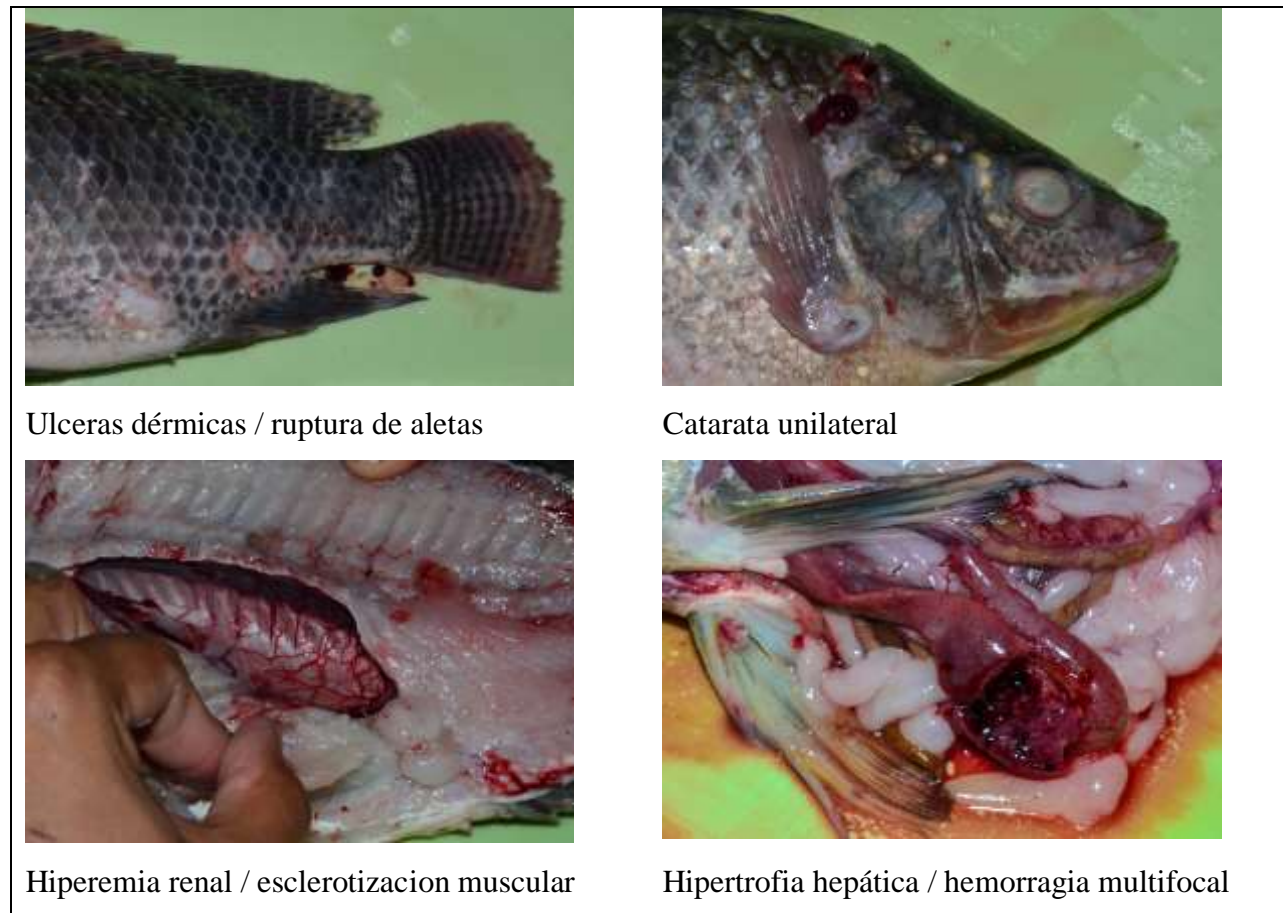 Ulceras dérmicas / ruptura de aletas
Catarata unilateral
Hiperemia renal / esclerotizacion muscular
Hipertrofia hepática / hemorragia multifocal